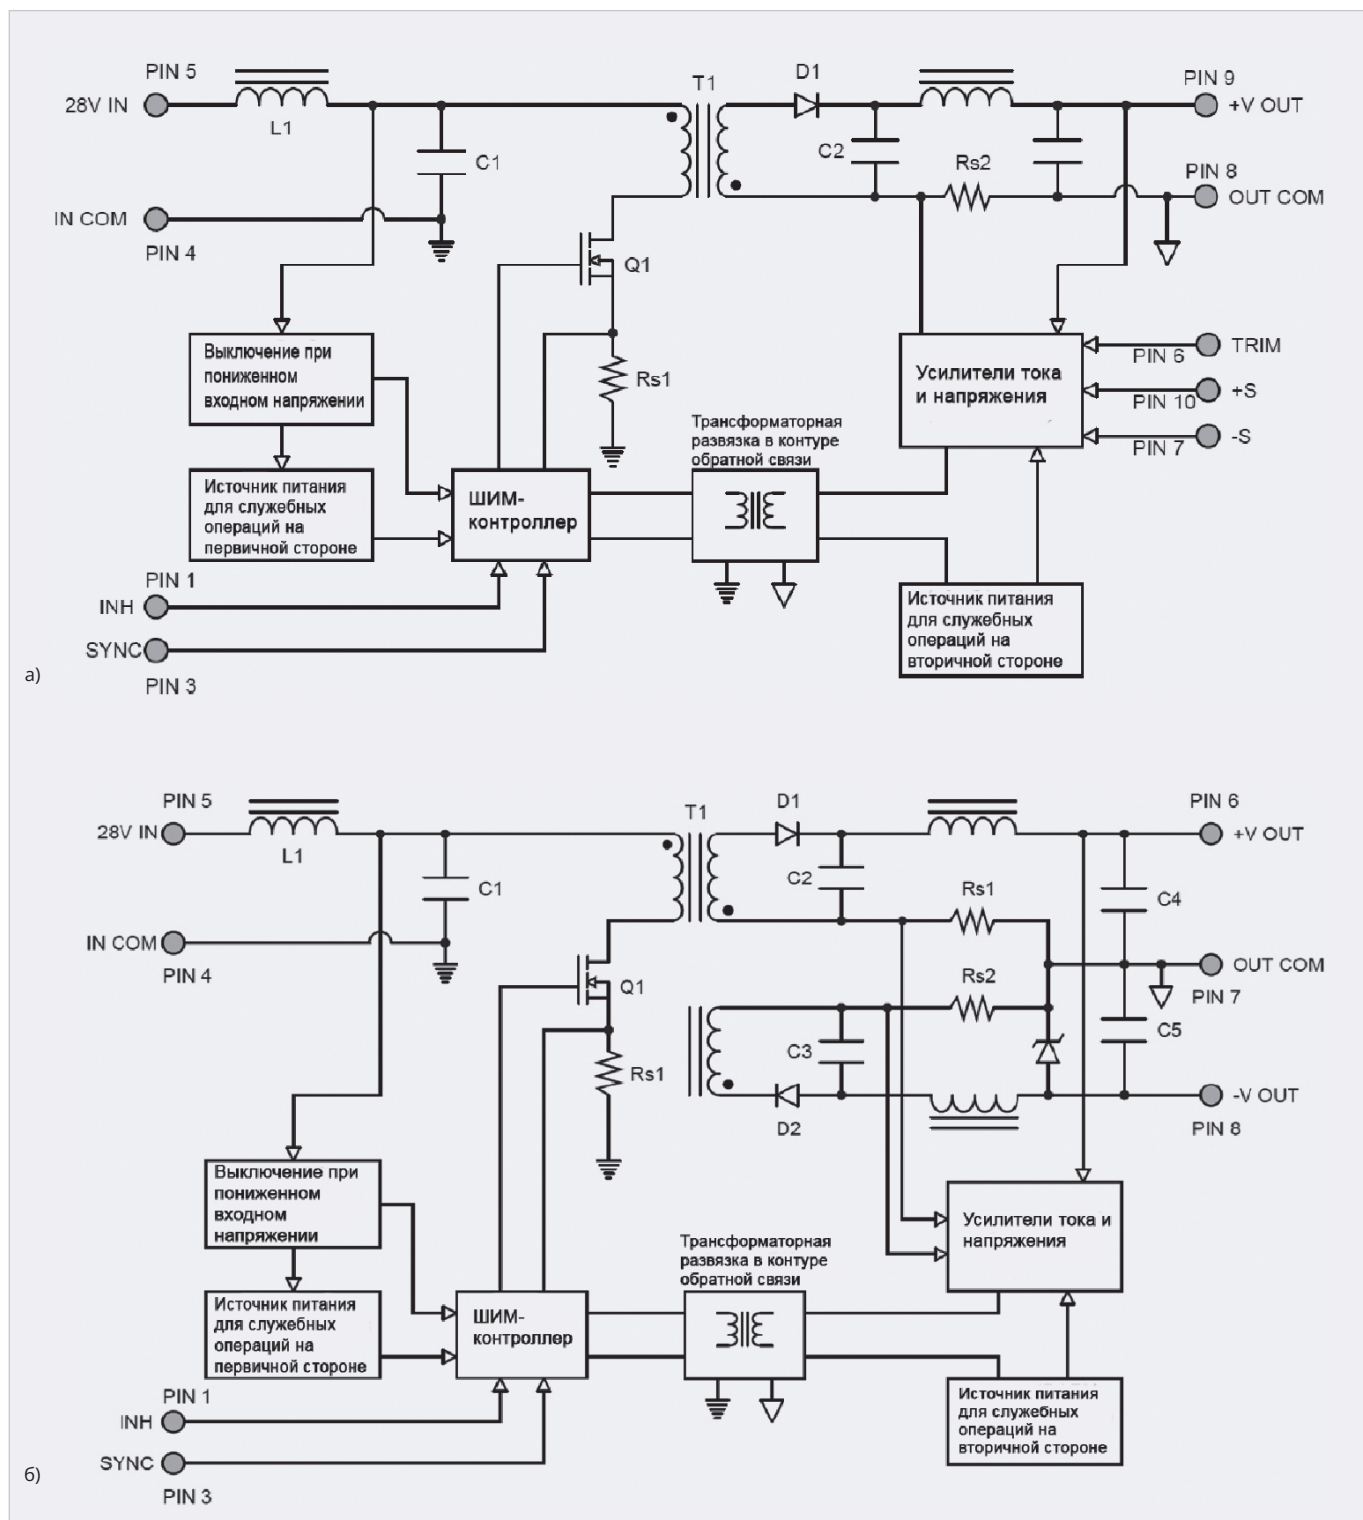 PIN 5
28V IN
L1
C1
IN COM
PIN 4
T1
D1
C2
Rs2
PIN 9
+V OUT
PIN 8
OUT COM
Q1
Rs1
Выключение при
пониженном
входном напряжении
Источник питания
для служебных
операций на
первичной стороне
ШИМ-
контроллер
Трансформаторная
развязка в контуре
обратной связи
Усилители тока
и напряжения
TRIM
PIN 6
+S
PIN 10
-S
PIN 7
Источник питания
для служебных
операций на
вторичной стороне
PIN 1
INH
SYNC
PIN 3
а)
PIN 5
28V IN
L1
C1
IN COM
PIN 4
T1
D1
C2
Rs1
PIN 6
+V OUT
C4
Rs2
OUT COM
PIN 7
Q1
C3
C5
Rs1
D2
-V OUT
PIN 8
Выключение при
пониженном
входном
напряжении
Источник питания
для служебных
операций на
первичной стороне
ШИМ-
контроллер
Трансформаторная
развязка в контуре
обратной связи
Усилители тока и
напряжения
Источник питания
для служебных
операций на
вторичной стороне
PIN 1
INH
SYNC
PIN 3
б)